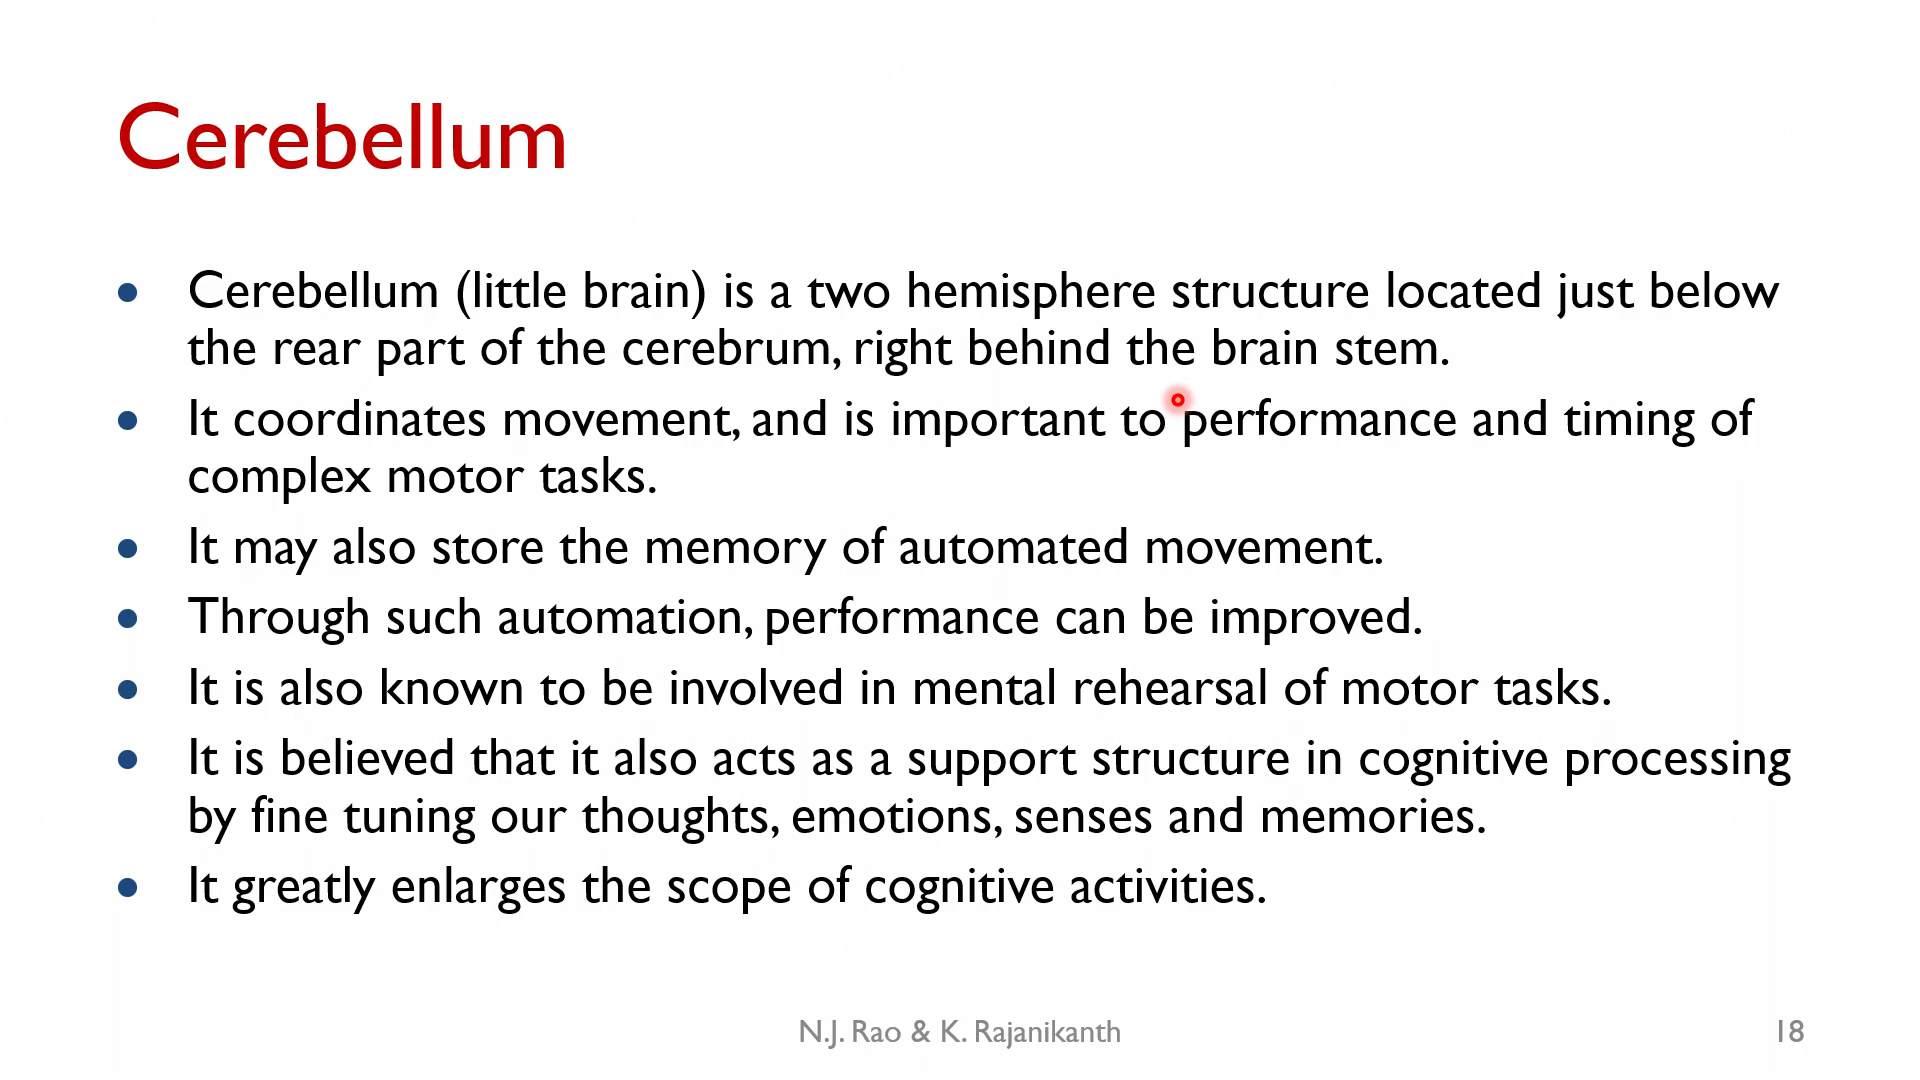 Cerebellum
• Cerebellum (little brain) is a two hemisphere structure located just below
the rear part of the cerebrum, right behind the brain stem.
• It coordinates movement, and is important to performance and timing of
complex motor tasks.
• It may also store the memory of automated movement.
• Through such automation, performance can be improved.
• It is also known to be involved in mental rehearsal of motor tasks.
• It is believed that it also acts as a support structure in cognitive processing
by fine tuning our thoughts, emotions, senses and memories.
• It greatly enlarges the scope of cognitive activities.
N.J. Rao & K. Rajanikanth
18